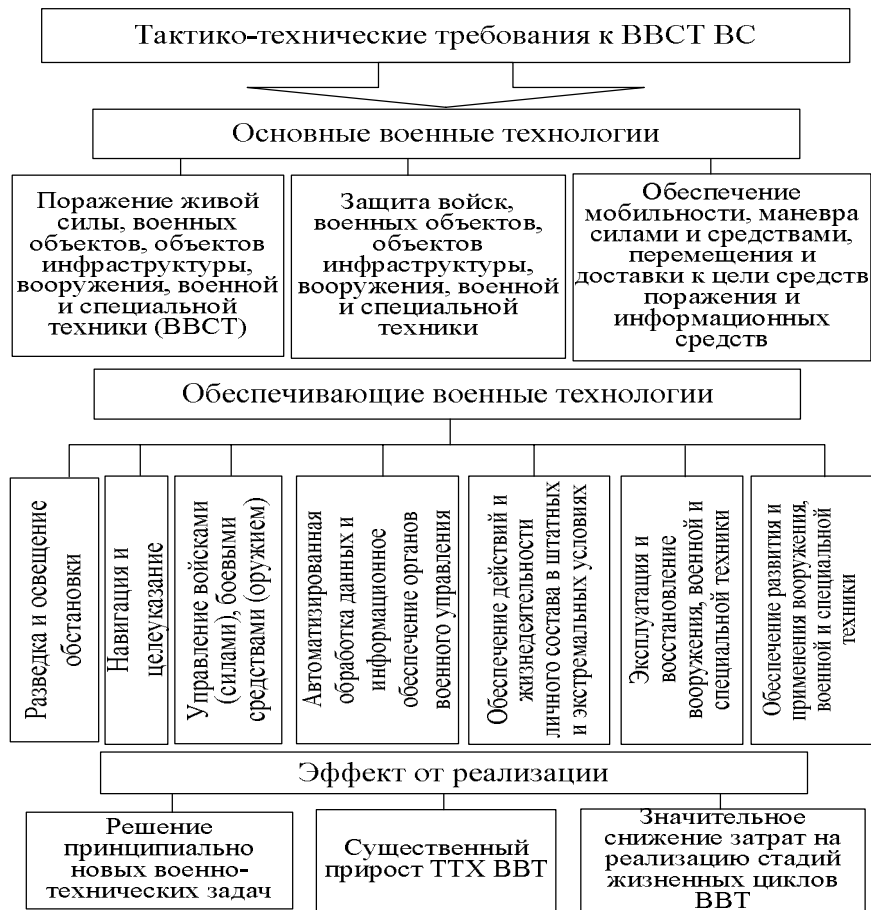 Тактико-технические требования к ВВСТ ВС
Основные военные технологии
Поражение живой
силы, военных
объектов, объектов
инфраструктуры,
вооружения, военной
и специальной
техники (ВВСТ)
Защита войск,
военных объектов,
объектов
инфраструктуры,
вооружения, военной
и специальной
техники
Обеспечение
мобильности, маневра
силами и средствами,
перемещения и
доставки к цели средств
поражения и
информационных
средств
Обеспечивающие военные технологии
Разведка и освещение
обстановки
Навигация и
целеуказание
Управление войсками
(силами), боевыми
средствами (оружием)
Автоматизированная
обработка данных и
информационное
обеспечение органов
военного управления
Обеспечение действий и
жизнедеятельности
личного состава в штатных
и экстремальных условиях
Эксплуатация и
восстановление
вооружения, военной и
специальной техники
Обеспечение развития и
применения вооружения,
военной и специальной
техники
Эффект от реализации
Решение
принципиально
новых военно-
технических задач
Существенный
прирост ТТХ ВВТ
Значительное
снижение затрат на
реализацию стадий
жизненных циклов
ВВТ